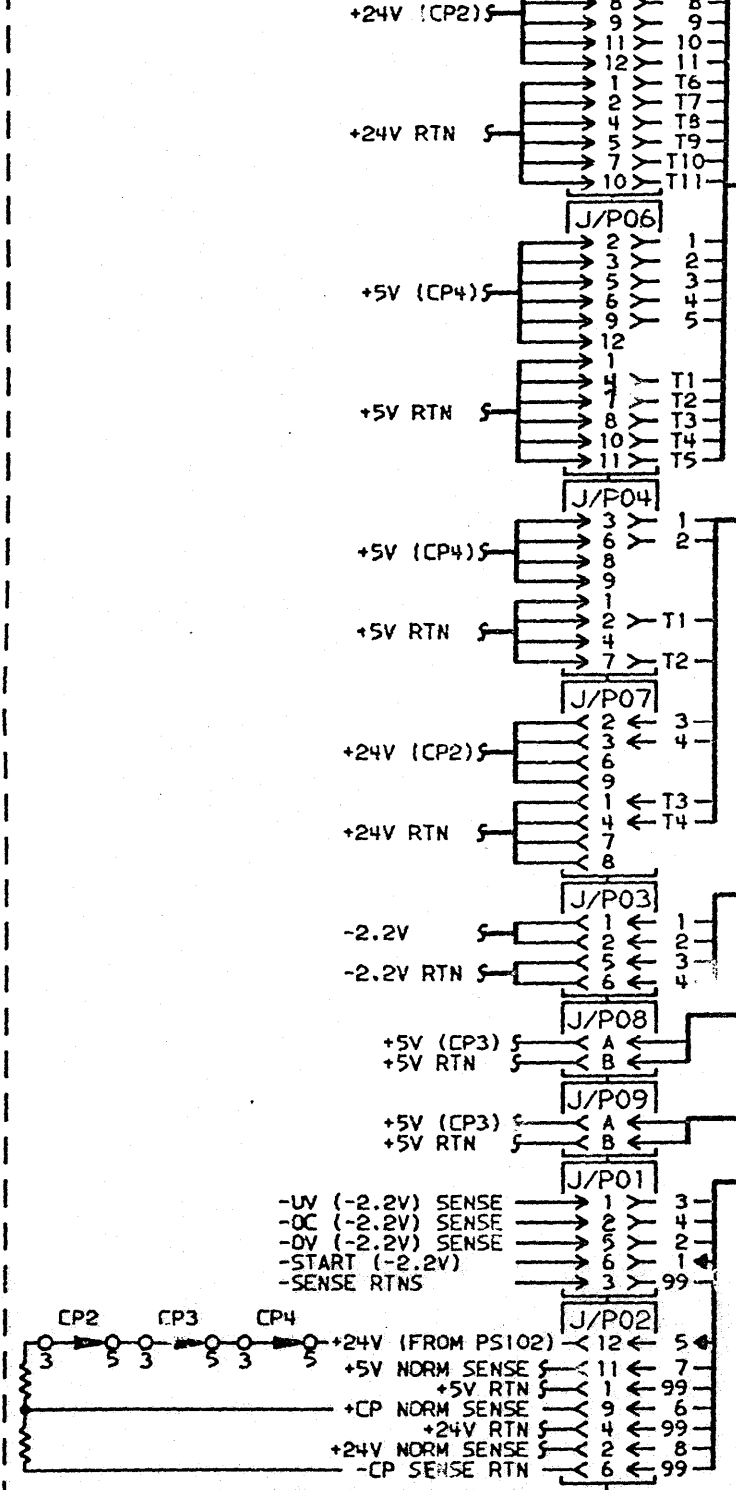 8 8
+24V (CP2) 9 9
11 10
12 11
1 T6
2 T7
4 T8
+24V RTN 5 T9
7 T10
10 T11
J/P06
2 1
3 2
+5V (CP4) 5 3
6 4
9 5
12
1
4 T1
7 T2
+5V RTN 8 T3
10 T4
11 T5
J/P04
3 1
+5V (CP4) 6 2
8
9
1
+5V RTN 2 T1
4
7 T2
J/P07
2 3
3 4
+24V (CP2) 6
9
1 T3
+24V RTN 4 T4
7
8
J/P03
-2.2V 1 1
2 2
-2.2V RTN 5 3
6 4
J/P08
+5V (CP3) A
+5V RTN B
J/P09
+5V (CP3) A
+5V RTN B
J/P01
-UV (-2.2V) SENSE 1 3
-OC (-2.2V) SENSE 2 4
-OV (-2.2V) SENSE 5 2
-START (-2.2V) 6 1
-SENSE RTNS 3 99
J/P02
CP2 CP3 CP4
3 5 3 5 3 5 +24V (FROM PS102) 12 5
+5V NORM SENSE 11 7
+5V RTN 1 99
+CP NORM SENSE 9 6
+24V RTN 4 99
+24V NORM SENSE 2 8
-CP SENSE RTN 6 99